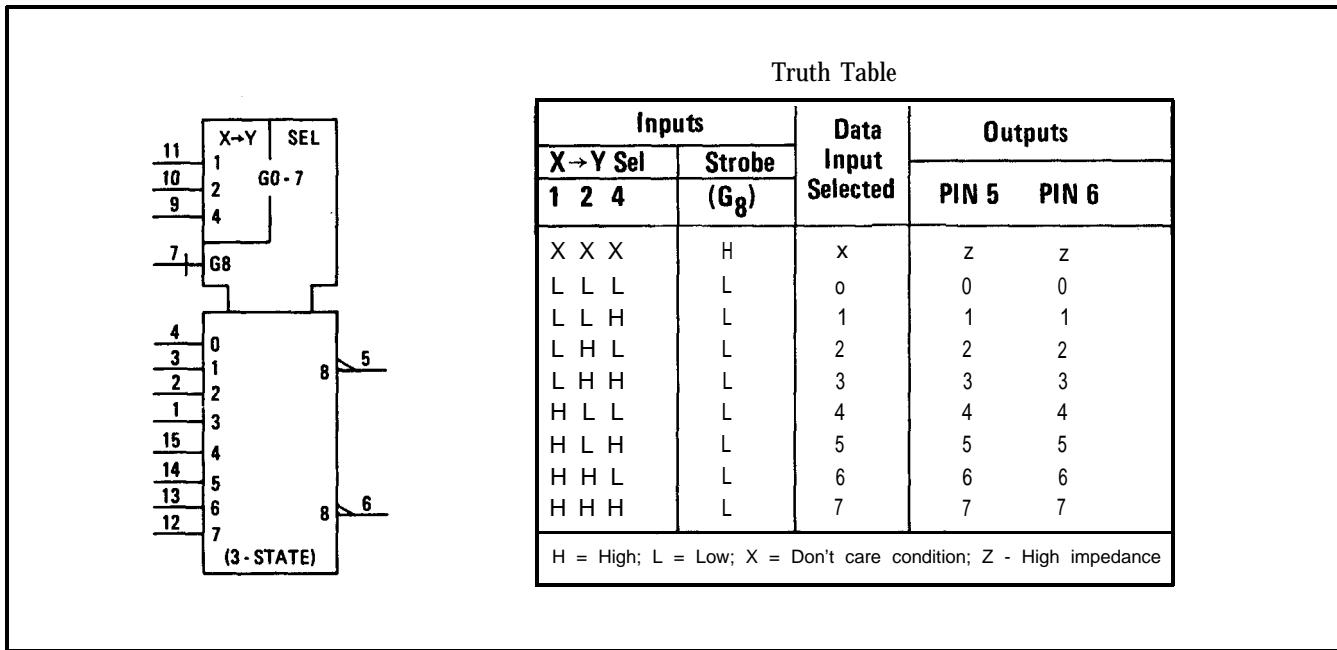 Truth Table
X→Y SEL
11 1
10 2 G0-7
9 4
7 G8
4 0
3 1
8 5
2 2
1 3
15 4
14 5
13 6
8 6
12 7
(3-STATE)
Inputs Data Input Selected Outputs
X→Y Sel Strobe
1 2 4 (G8) PIN 5 PIN 6
X X X H x z z
L L L L o 0 0
L L H L 1 1 1
L H L L 2 2 2
L H H L 3 3 3
H L L L 4 4 4
H L H L 5 5 5
H H L L 6 6 6
H H H L 7 7 7
H = High; L = Low; X = Don't care condition; Z - High impedance